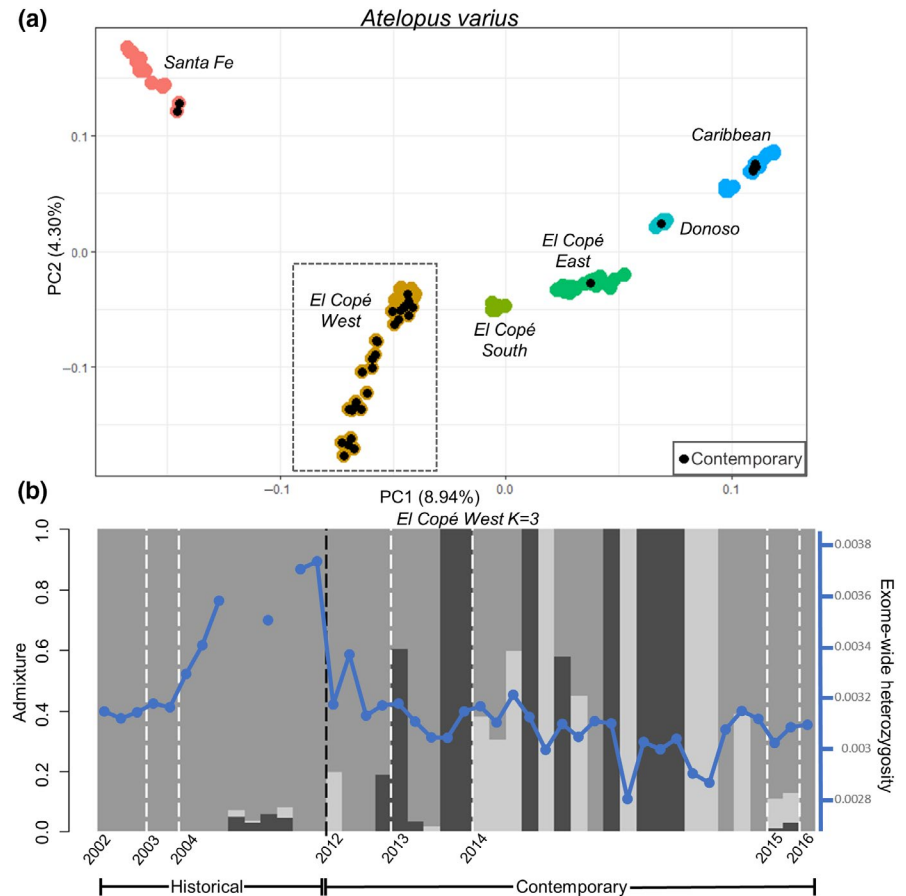 (a)
Atelopus varius
Santa Fe
Caribbean
Donoso
El Copé
East
El Copé
West
El Copé
South
Contemporary
PC2 (4.30%)
0.1
0.0
−0.1
−0.1
0.0
0.1
PC1 (8.94%)
(b)
El Copé West K=3
Admixture
1.0
0.8
0.6
0.4
0.2
0.0
0.0038
0.0036
0.0034
0.0032
0.003
0.0028
Exome-wide heterozygosity
2002
2003
2004
2012
2013
2014
2015
2016
Historical
Contemporary